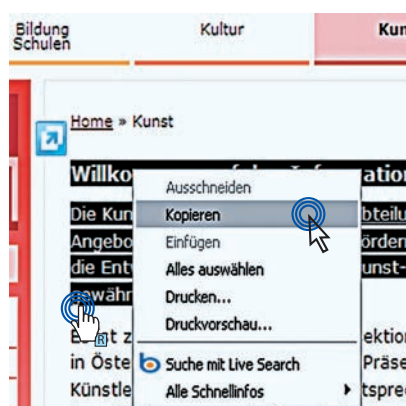 Bildung Kultur Kun
Schulen
Home » Kunst
Willko ation
Ausschneiden
Die Kun Kopieren bteilu
Angebo Einfügen örder
die Ent Alles auswählen unst-
ewähr Drucken...
Druckvorschau...
E t z ektion
in Öste Suche mit Live Search Präse
Künstle Alle Schnellinfos tspre
R